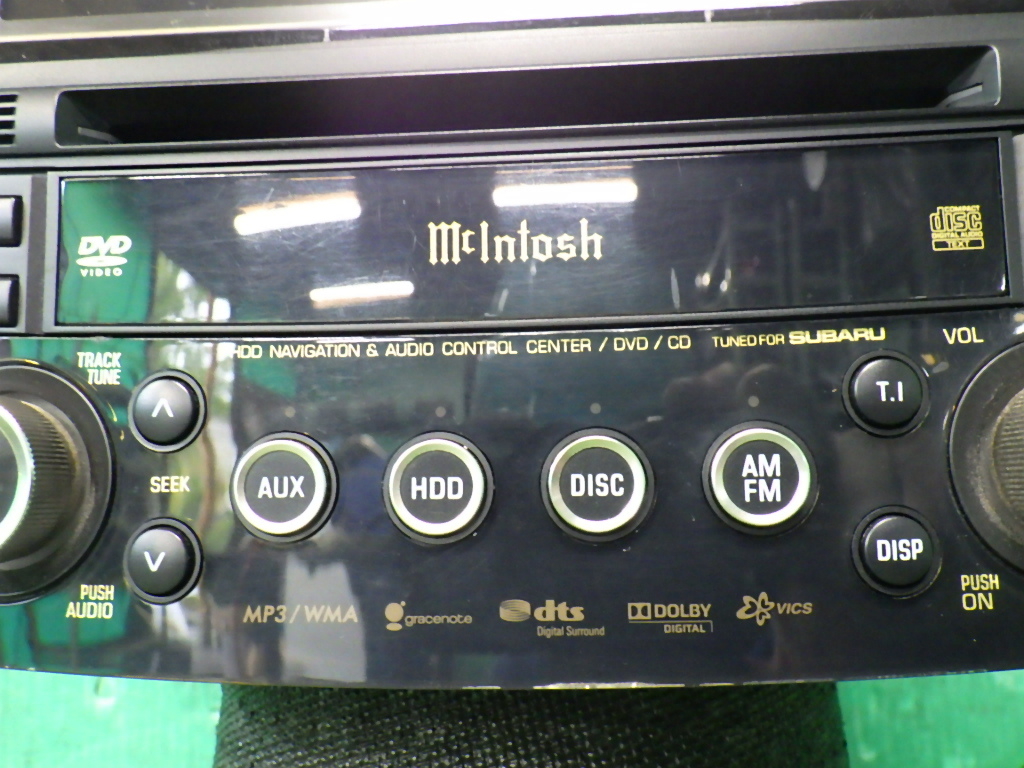 DVD
VIDEO
McIntosh
COMPACT
disc
DIGITAL AUDIO
TEXT
HDD NAVIGATION & AUDIO CONTROL CENTER / DVD / CD
TUNED FOR SUBARU
VOL
TRACK
TUNE
T.I
SEEK
AUX
HDD
DISC
AM
FM
DISP
PUSH
AUDIO
PUSH
ON
MP3 / WMA
gracenote
dts
Digital Surround
DOLBY
DIGITAL
VICS